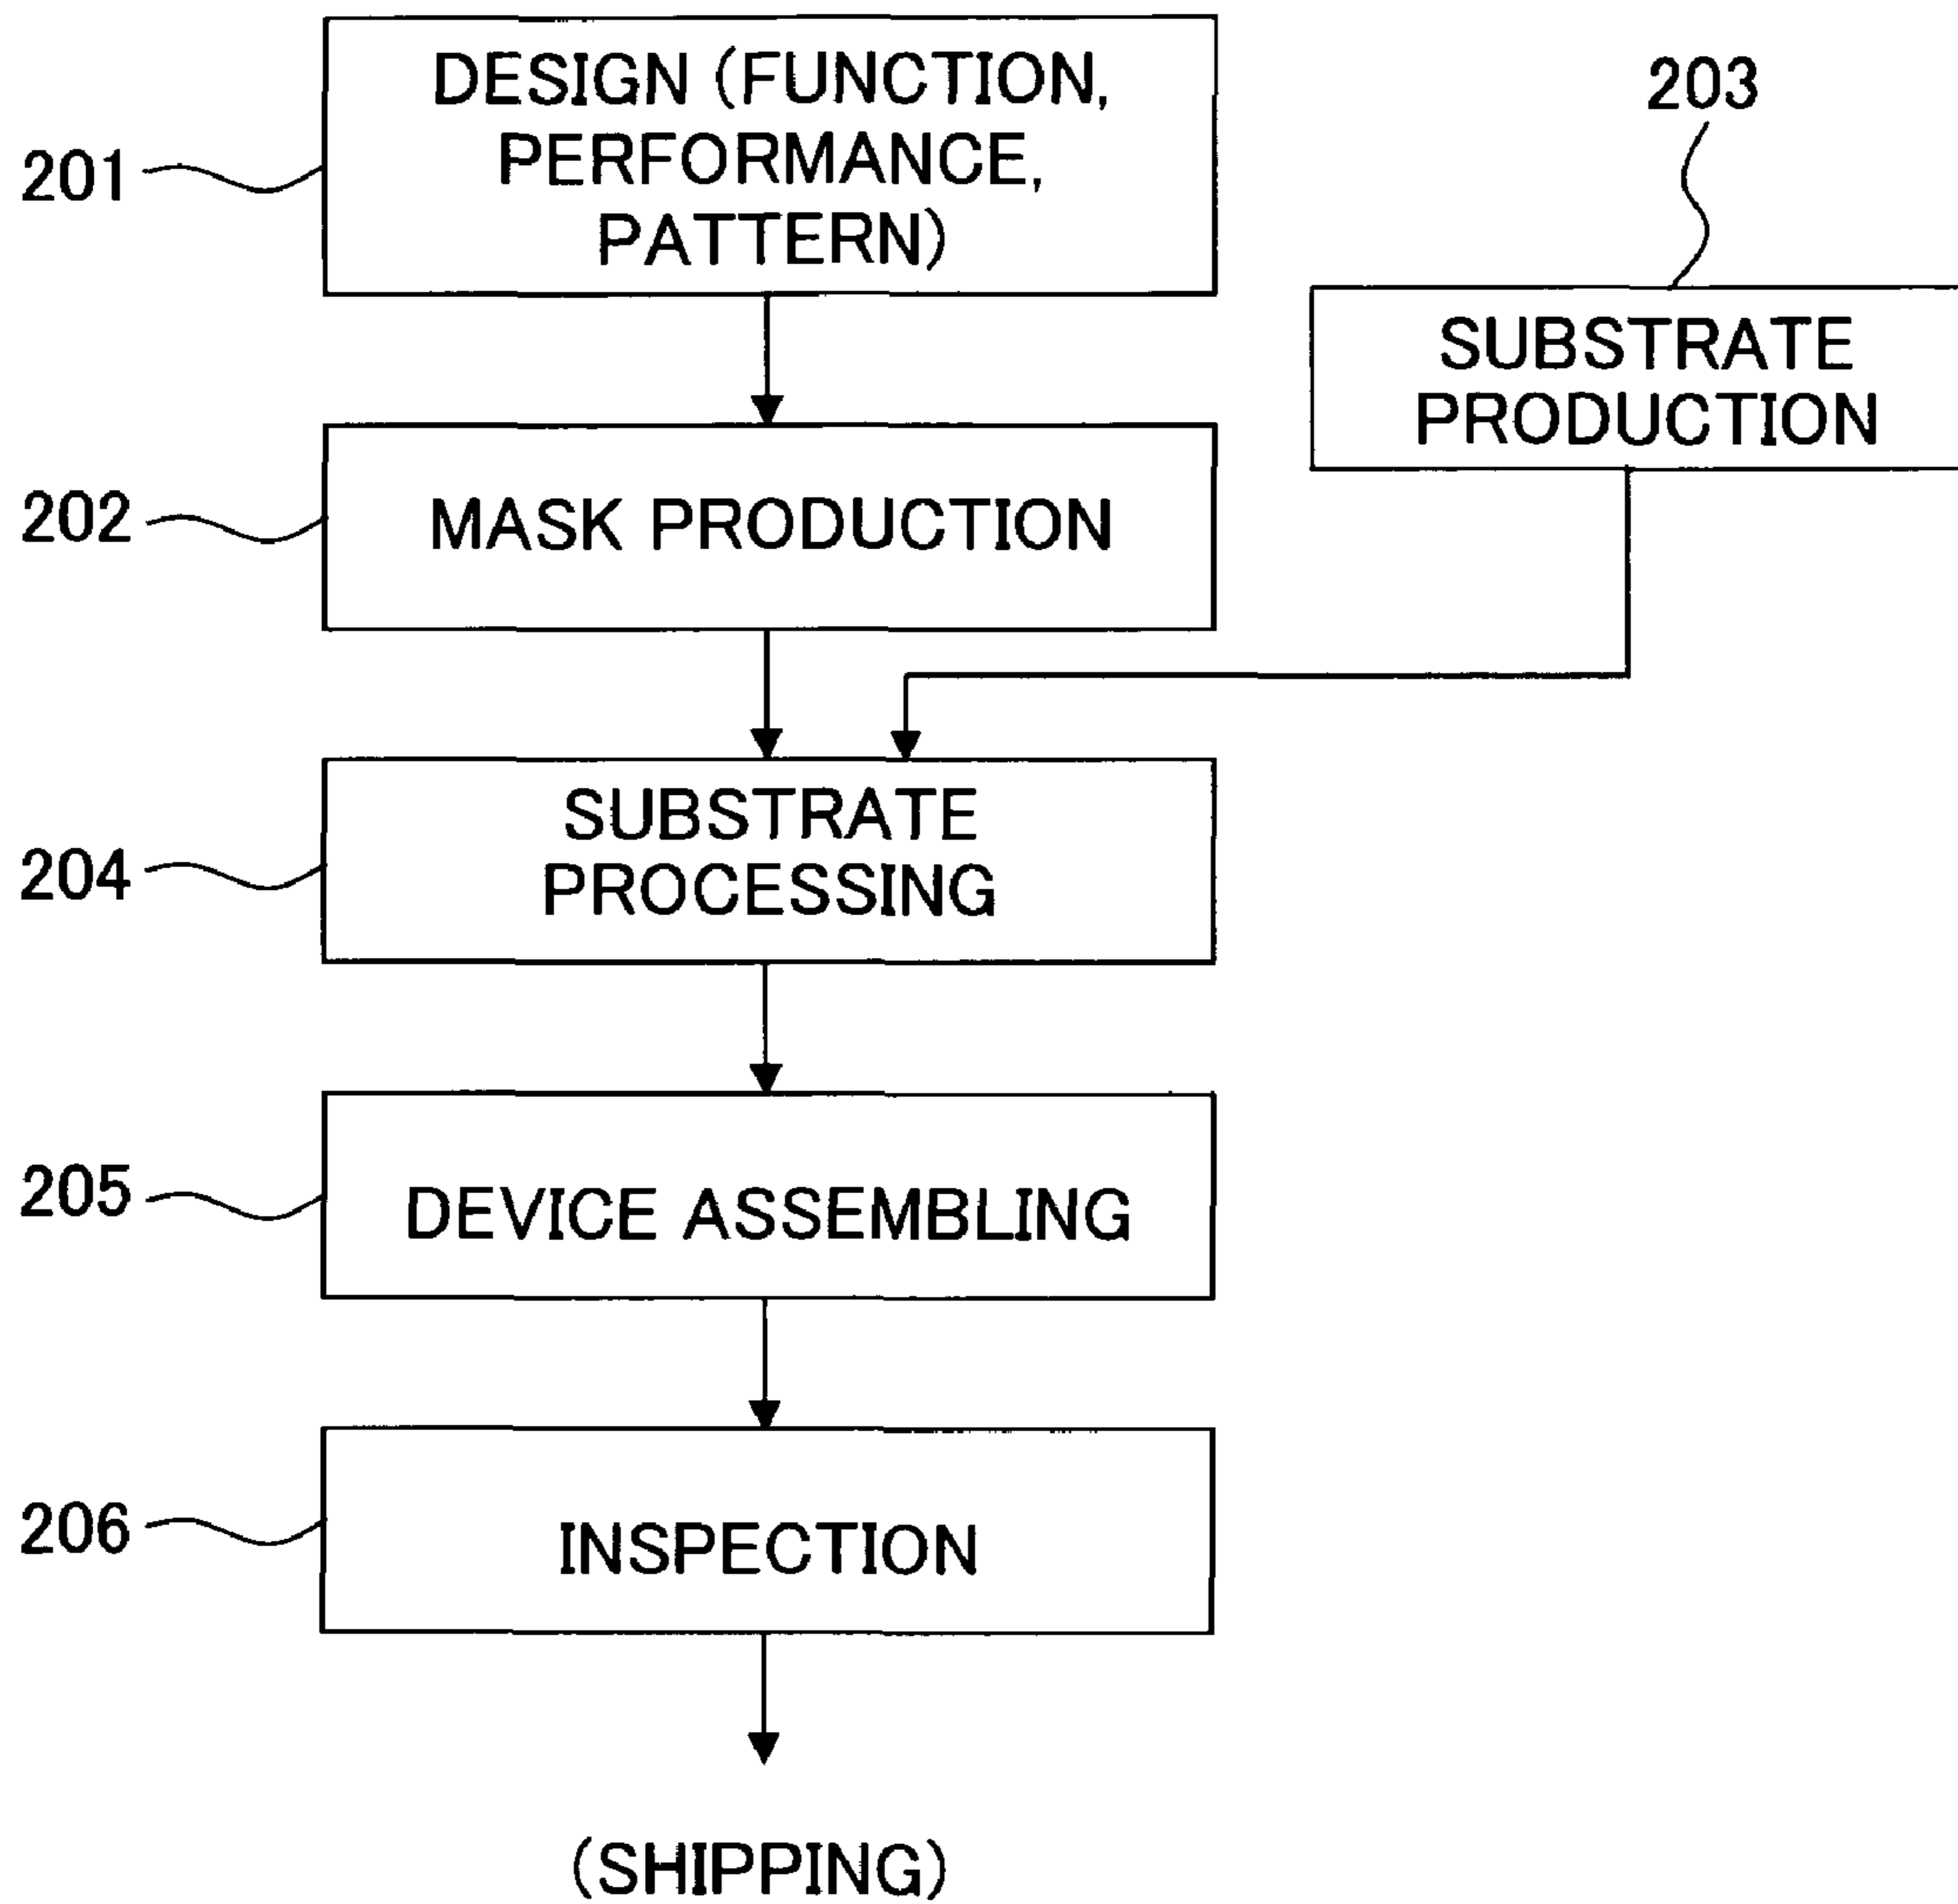 DESIGN (FUNCTION,
PERFORMANCE,
PATTERN)
201
203
SUBSTRATE
PRODUCTION
202
MASK PRODUCTION
204
SUBSTRATE
PROCESSING
205
DEVICE ASSEMBLING
206
INSPECTION
(SHIPPING)